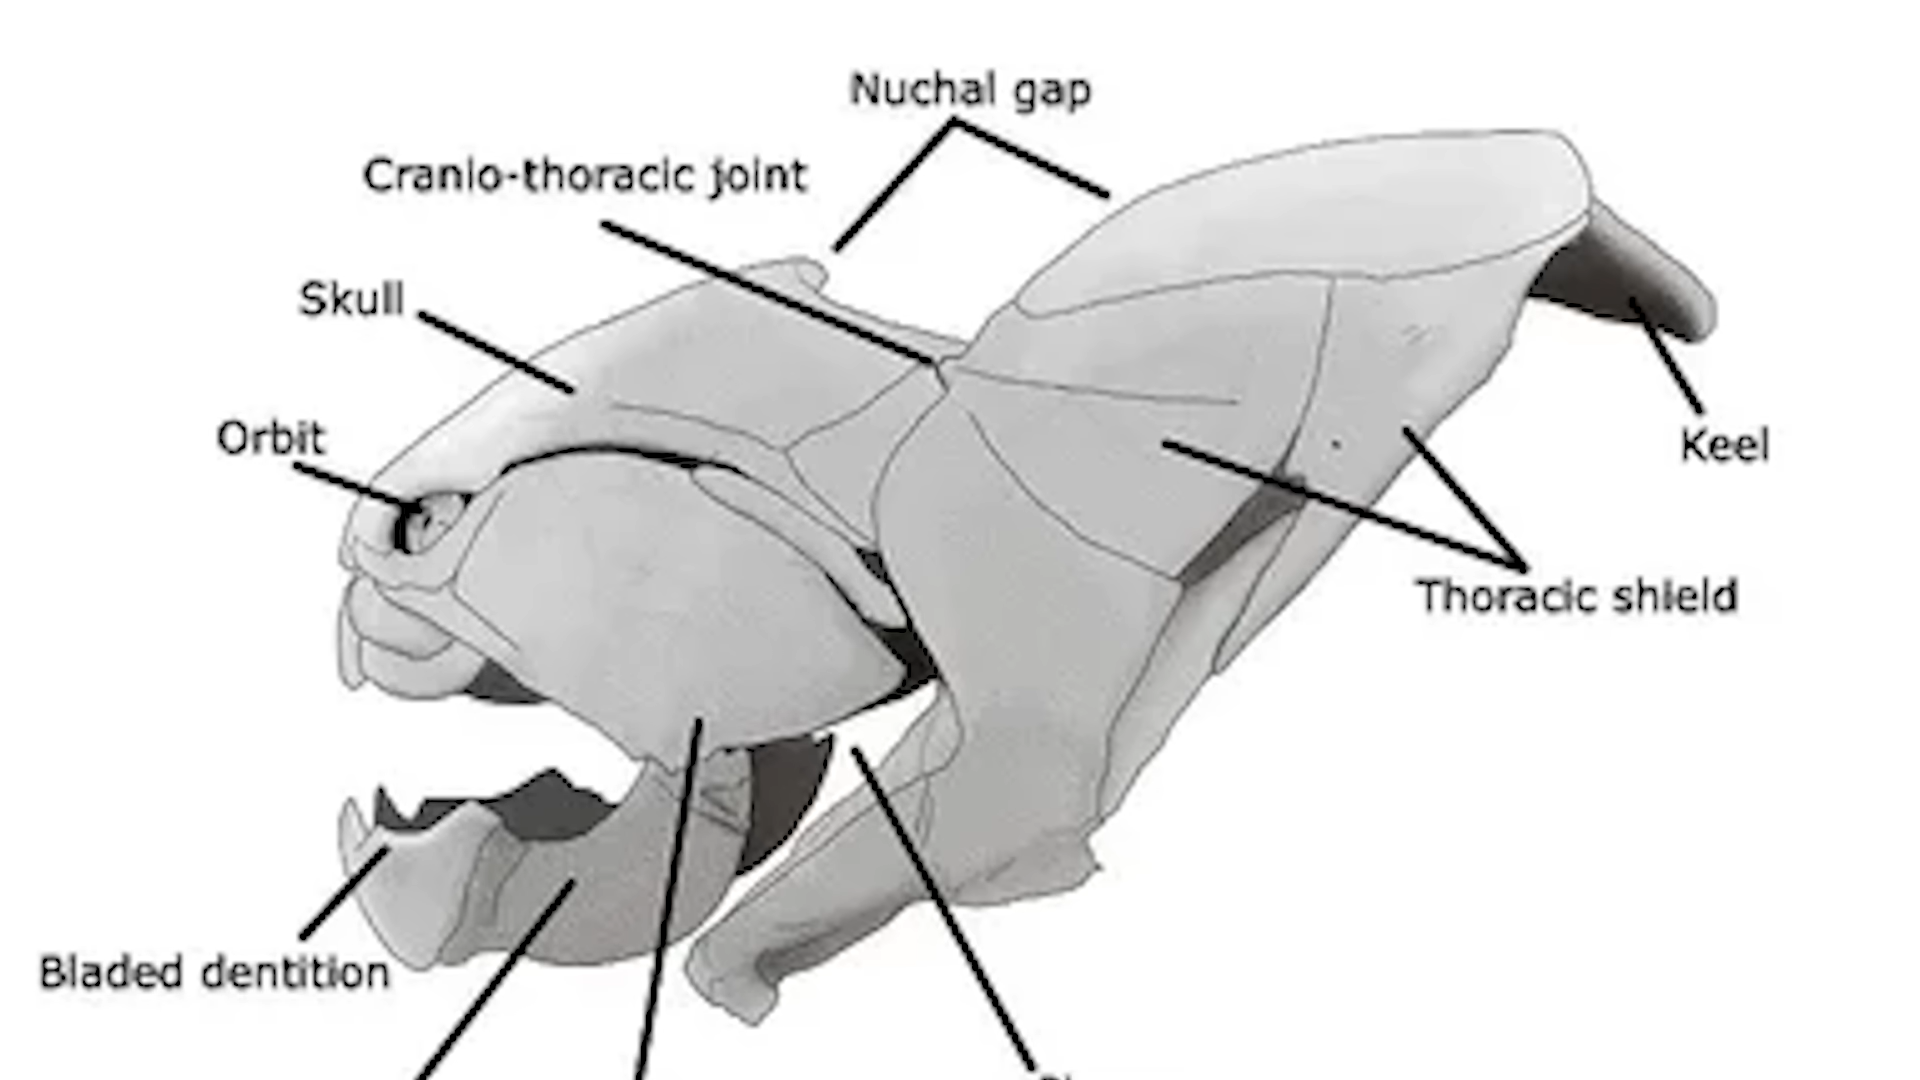 Nuchal gap
Cranio-thoracic joint
Skull
Orbit
Keel
Thoracic shield
Bladed dentition